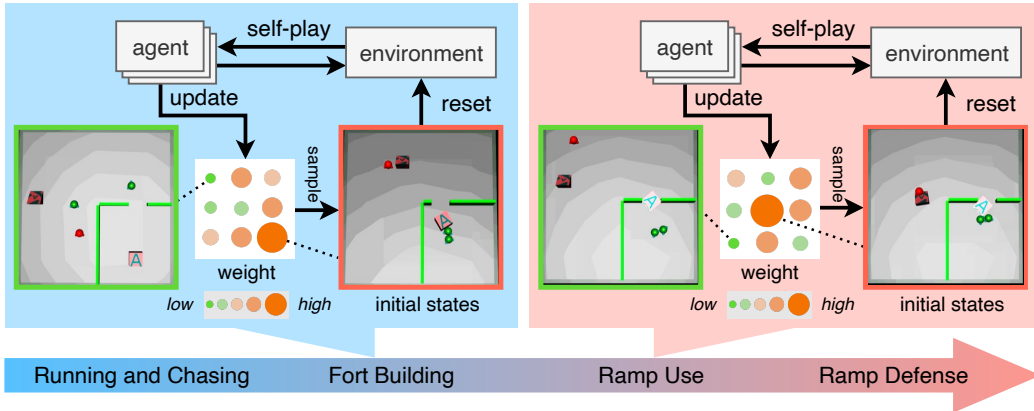 self-play
agent
environment
update
reset
sample
A
A
weight
low
high
initial states
self-play
agent
environment
update
reset
sample
A
A
weight
low
high
initial states
Running and Chasing
Fort Building
Ramp Use
Ramp Defense